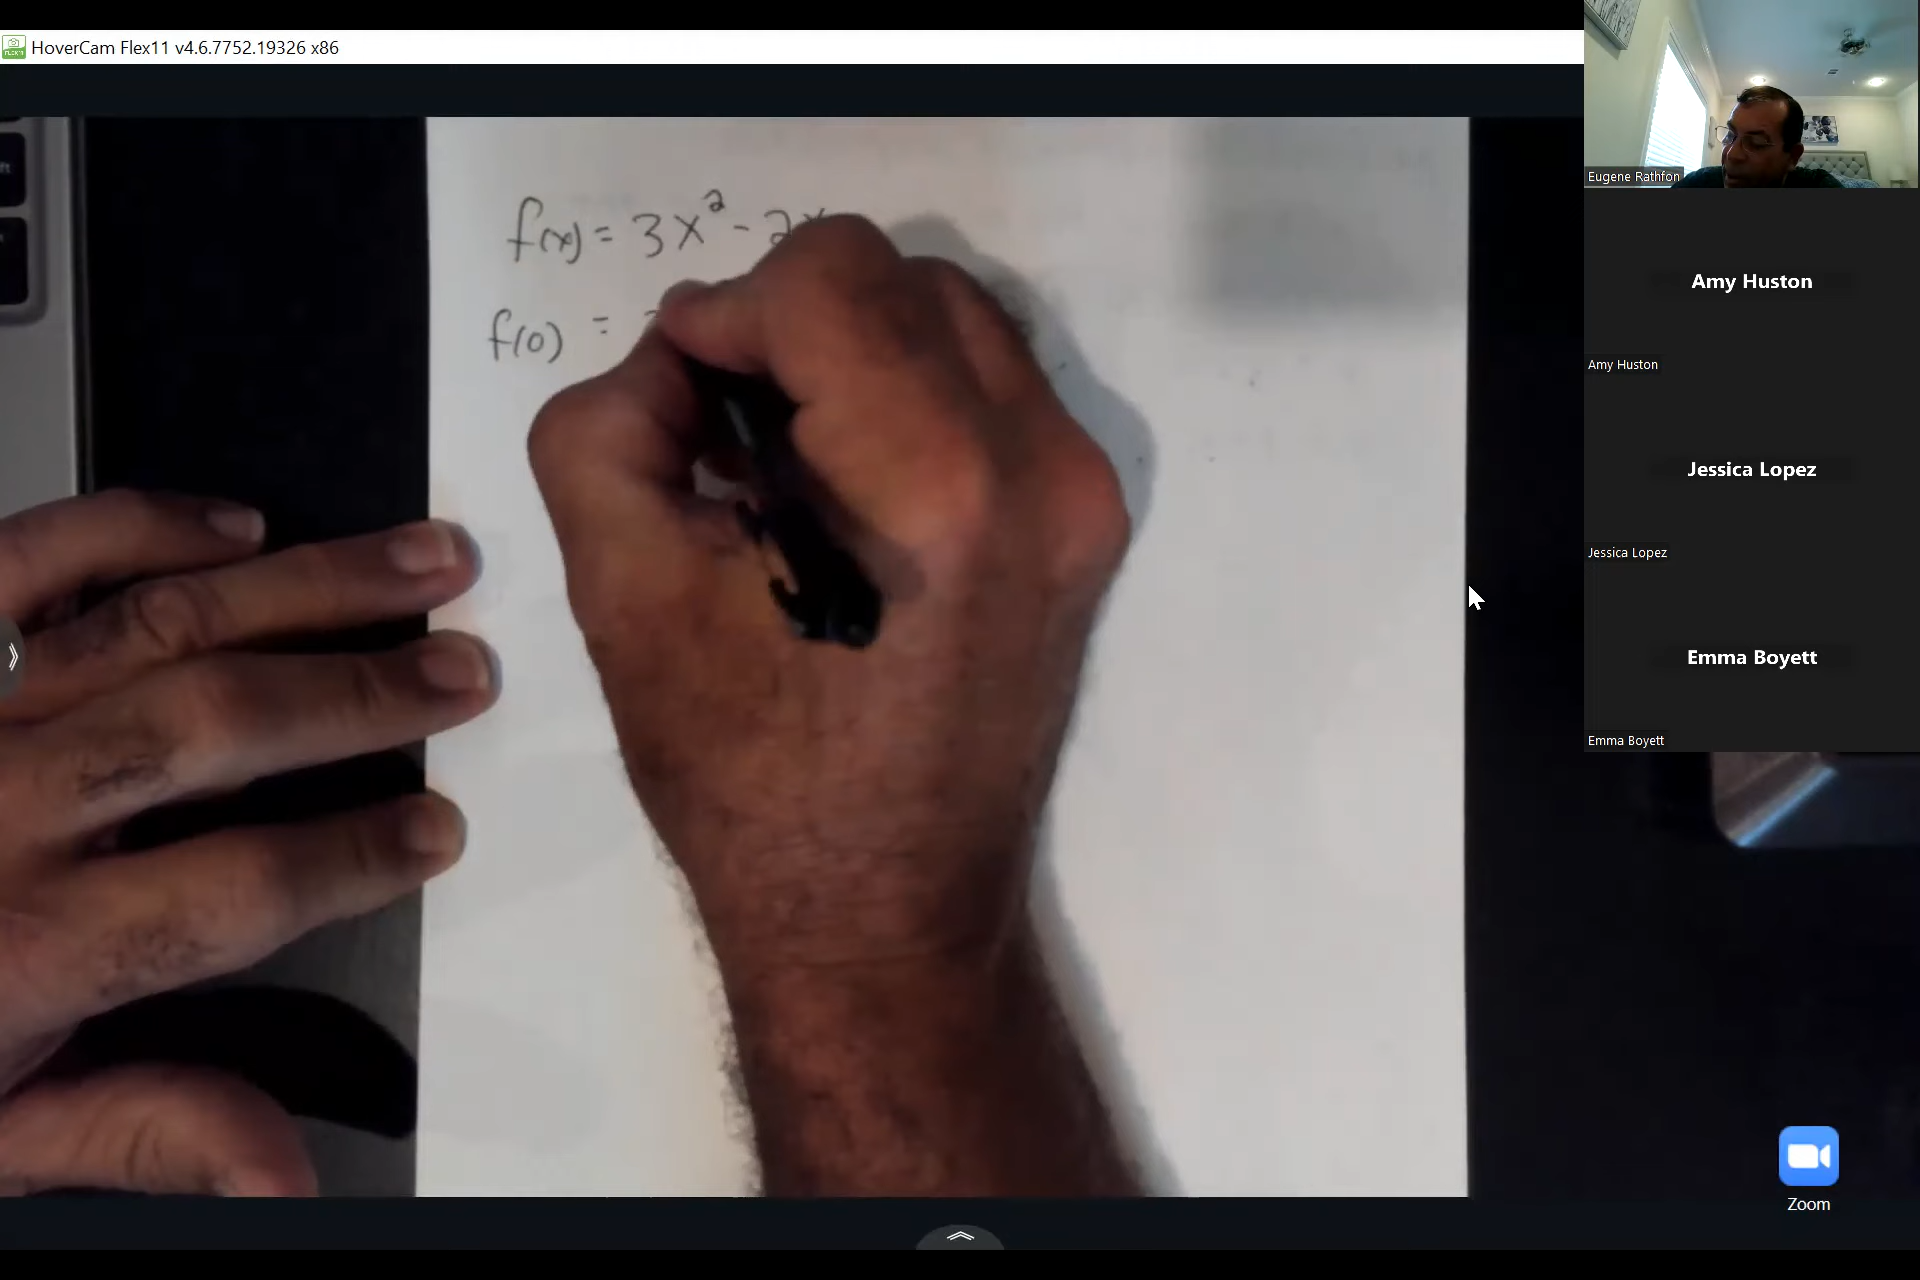 HoverCam Flex11 v4.6.7752.19326 x86
f(x) = 3x² - 2x
f(0) =
Eugene Rathfon
Amy Huston
Amy Huston
Jessica Lopez
Jessica Lopez
Emma Boyett
Emma Boyett
Zoom